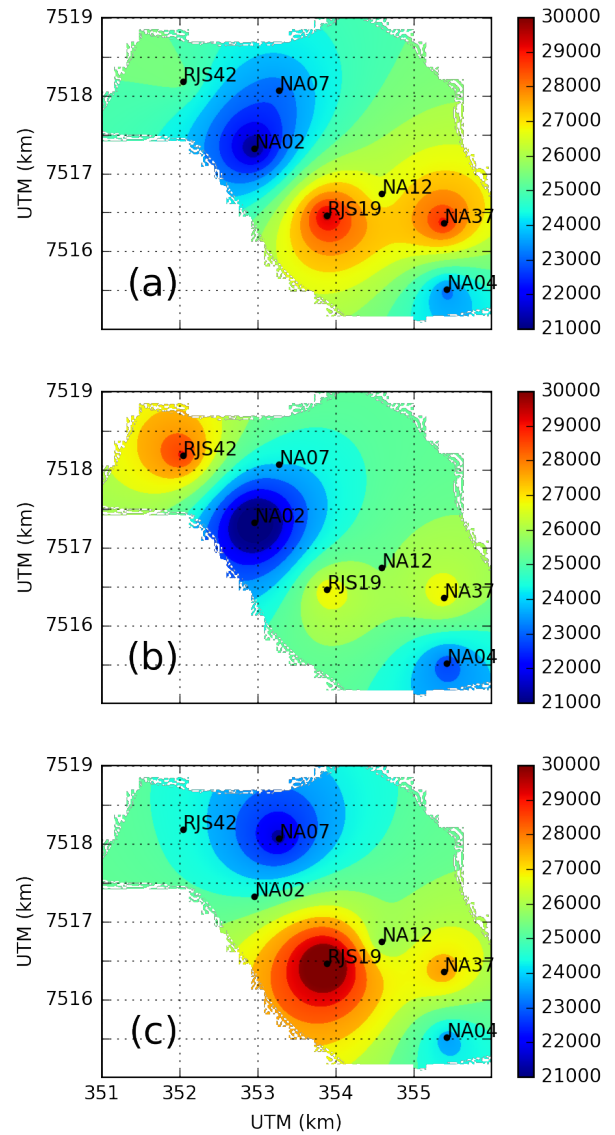 7519
7518
7517
7516
UTM (km)
RJS42
NA07
NA02
NA12
RJS19
NA37
NA04
(a)
30000
29000
28000
27000
26000
25000
24000
23000
22000
21000
7519
7518
7517
7516
UTM (km)
RJS42
NA07
NA02
NA12
RJS19
NA37
NA04
(b)
30000
29000
28000
27000
26000
25000
24000
23000
22000
21000
7519
7518
7517
7516
UTM (km)
RJS42
NA07
NA02
NA12
RJS19
NA37
NA04
(c)
30000
29000
28000
27000
26000
25000
24000
23000
22000
21000
351 352 353 354 355
UTM (km)